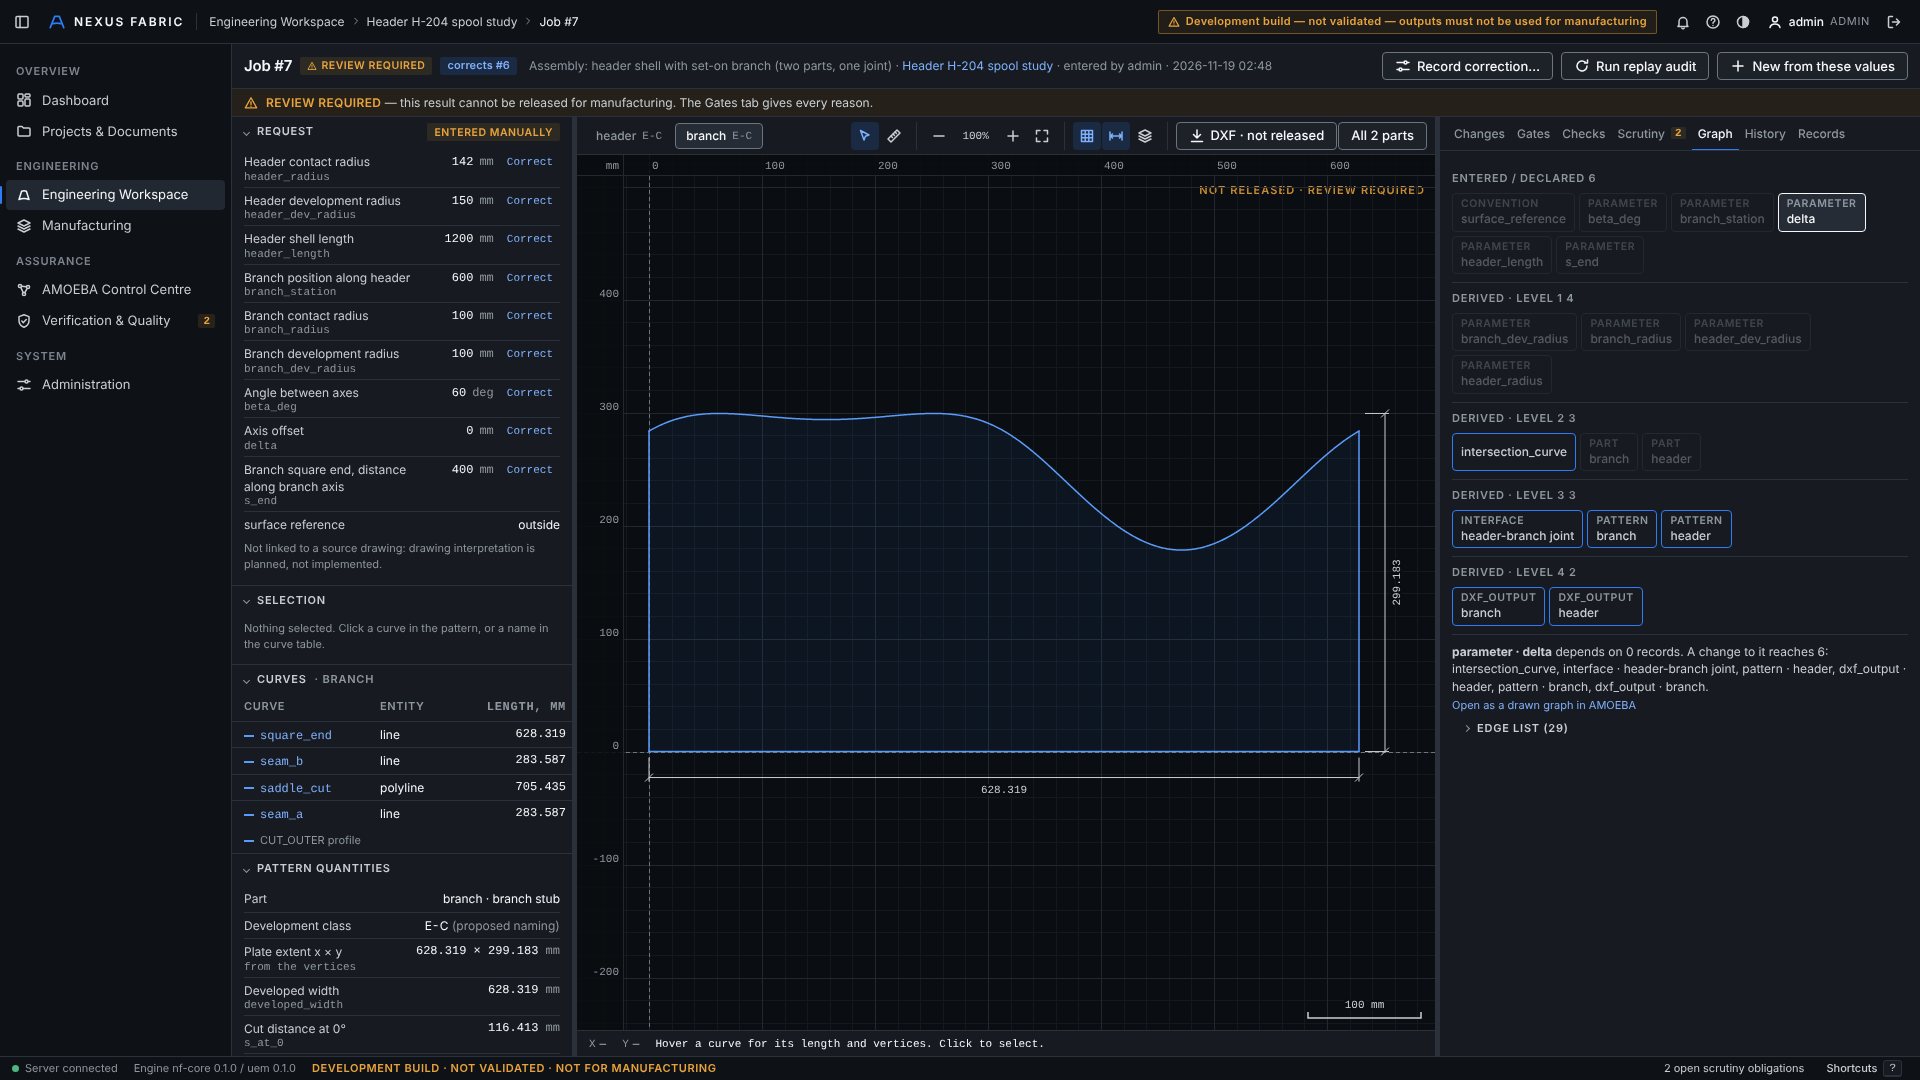 NEXUS FABRIC
Engineering Workspace > Header H-204 spool study > Job #7
Development build — not validated — outputs must not be used for manufacturing
admin ADMIN
OVERVIEW
Dashboard
Projects & Documents
ENGINEERING
Engineering Workspace
Manufacturing
ASSURANCE
AMOEBA Control Centre
Verification & Quality 2
SYSTEM
Administration
Job #7 REVIEW REQUIRED corrects #6 Assembly: header shell with set-on branch (two parts, one joint) · Header H-204 spool study · entered by admin · 2026-11-19 02:48
Record correction... Run replay audit New from these values
REVIEW REQUIRED — this result cannot be released for manufacturing. The Gates tab gives every reason.
REQUEST ENTERED MANUALLY
Header contact radius 142 mm Correct
header_radius
Header development radius 150 mm Correct
header_dev_radius
Header shell length 1200 mm Correct
header_length
Branch position along header 600 mm Correct
branch_station
Branch contact radius 100 mm Correct
branch_radius
Branch development radius 100 mm Correct
branch_dev_radius
Angle between axes 60 deg Correct
beta_deg
Axis offset 0 mm Correct
delta
Branch square end, distance 400 mm Correct
along branch axis
s_end
surface reference outside
Not linked to a source drawing: drawing interpretation is
planned, not implemented.
SELECTION
Nothing selected. Click a curve in the pattern, or a name in
the curve table.
CURVES · BRANCH
CURVE ENTITY LENGTH, MM
square_end line 628.319
seam_b line 283.587
saddle_cut polyline 705.435
seam_a line 283.587
CUT_OUTER profile
PATTERN QUANTITIES
Part branch · branch stub
Development class E-C (proposed naming)
Plate extent x × y 628.319 × 299.183 mm
from the vertices
Developed width 628.319 mm
developed_width
Cut distance at 0° 116.413 mm
s_at_0
header E-C branch E-C
100%
DXF · not released All 2 parts
mm 0 100 200 300 400 500 600
NOT RELEASED · REVIEW REQUIRED
400
300
200
100
0
-100
-200
299.183
628.319
100 mm
X — Y — Hover a curve for its length and vertices. Click to select.
Changes Gates Checks Scrutiny 2 Graph History Records
ENTERED / DECLARED 6
CONVENTION PARAMETER PARAMETER PARAMETER
surface_reference beta_deg branch_station delta
PARAMETER PARAMETER
header_length s_end
DERIVED · LEVEL 1 4
PARAMETER PARAMETER PARAMETER
branch_dev_radius branch_radius header_dev_radius
PARAMETER
header_radius
DERIVED · LEVEL 2 3
intersection_curve PART PART
branch header
DERIVED · LEVEL 3 3
INTERFACE PATTERN PATTERN
header-branch joint branch header
DERIVED · LEVEL 4 2
DXF_OUTPUT DXF_OUTPUT
branch header
parameter · delta depends on 0 records. A change to it reaches 6:
intersection_curve, interface · header-branch joint, pattern · header, dxf_output ·
header, pattern · branch, dxf_output · branch.
Open as a drawn graph in AMOEBA
EDGE LIST (29)
Server connected Engine nf-core 0.1.0 / uem 0.1.0 DEVELOPMENT BUILD · NOT VALIDATED · NOT FOR MANUFACTURING
2 open scrutiny obligations Shortcuts ?